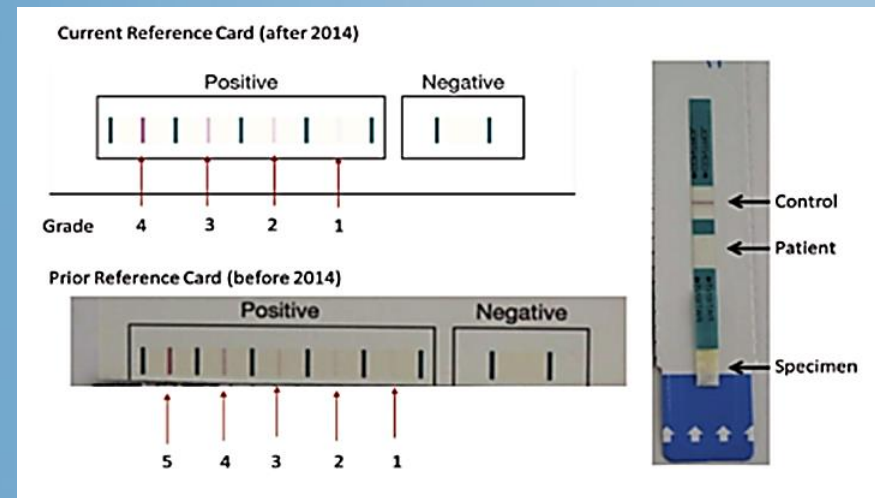 Current Reference Card (after 2014)
Positive Negative
Grade 4 3 2 1
Prior Reference Card (before 2014)
Positive Negative
5 4 3 2 1
Control
Patient
Specimen